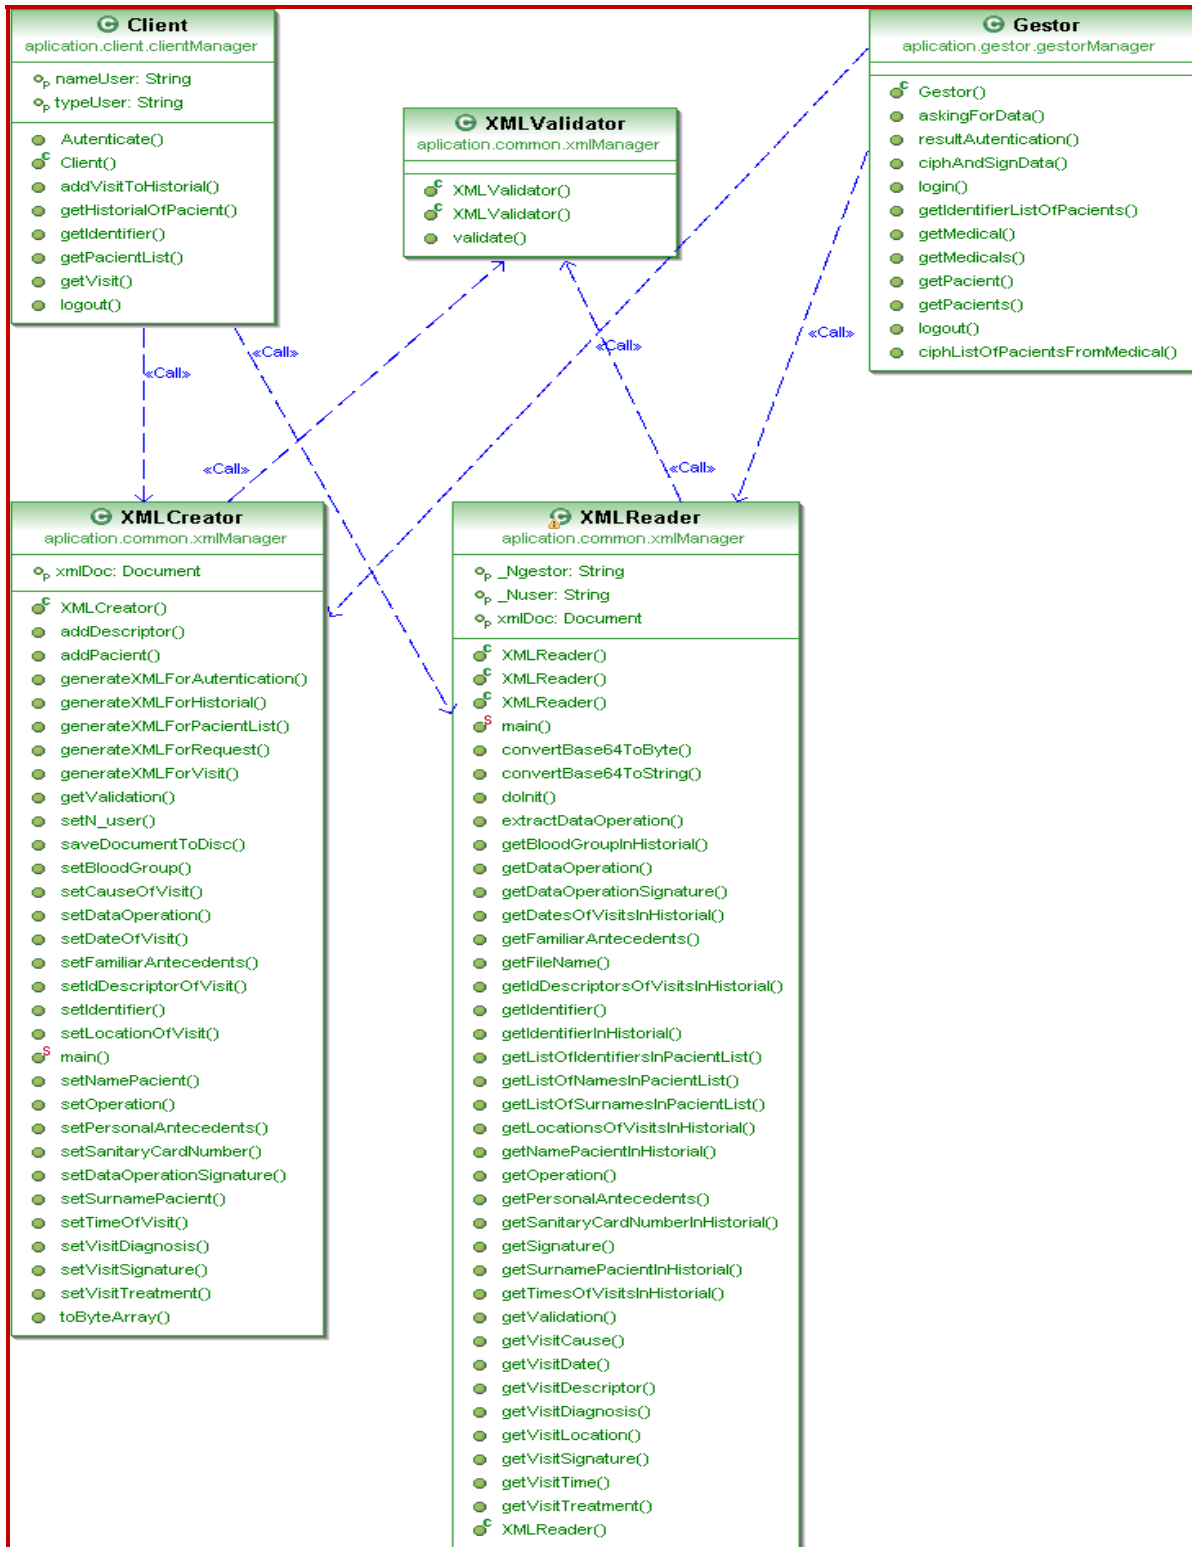 Client
aplication.client.clientManager
nameUser: String
typeUser: String
Autenticate()
Client()
addVisitToHistorial()
getHistorialOfPacient()
getIdentifier()
getPacientList()
getVisit()
logout()
XMLValidator
aplication.common.xmlManager
XMLValidator()
XMLValidator()
validate()
Gestor
aplication.gestor.gestorManager
Gestor()
askingForData()
resultAutentication()
ciphAndSignData()
login()
getIdentifierListOfPacients()
getMedical()
getMedicals()
getPacient()
getPacients()
logout()
ciphListOfPacientsFromMedical()
«Call»
«Call»
«Call»
«Call»
«Call»
«Call»
XMLCreator
aplication.common.xmlManager
xmlDoc: Document
XMLCreator()
addDescriptor()
addPacient()
generateXMLForAutentication()
generateXMLForHistorial()
generateXMLForPacientList()
generateXMLForRequest()
generateXMLForVisit()
getValidation()
setN_user()
saveDocumentToDisc()
setBloodGroup()
setCauseOfVisit()
setDataOperation()
setDateOfVisit()
setFamiliarAntecedents()
setIdDescriptorOfVisit()
setIdentifier()
setLocationOfVisit()
main()
setNamePacient()
setOperation()
setPersonalAntecedents()
setSanitaryCardNumber()
setDataOperationSignature()
setSurnamePacient()
setTimeOfVisit()
setVisitDiagnosis()
setVisitSignature()
setVisitTreatment()
toByteArray()
XMLReader
aplication.common.xmlManager
_Ngestor: String
_Nuser: String
xmlDoc: Document
XMLReader()
XMLReader()
XMLReader()
main()
convertBase64ToByte()
convertBase64ToString()
doInit()
extractDataOperation()
getBloodGroupInHistorial()
getDataOperation()
getDataOperationSignature()
getDatesOfVisitsInHistorial()
getFamiliarAntecedents()
getFileName()
getIdDescriptorsOfVisitsInHistorial()
getIdentifier()
getIdentifierInHistorial()
getListOfIdentifiersInPacientList()
getListOfNamesInPacientList()
getListOfSurnamesInPacientList()
getLocationsOfVisitsInHistorial()
getNamePacientInHistorial()
getOperation()
getPersonalAntecedents()
getSanitaryCardNumberInHistorial()
getSignature()
getSurnamePacientInHistorial()
getTimesOfVisitsInHistorial()
getValidation()
getVisitCause()
getVisitDate()
getVisitDescriptor()
getVisitDiagnosis()
getVisitLocation()
getVisitSignature()
getVisitTime()
getVisitTreatment()
XMLReader()